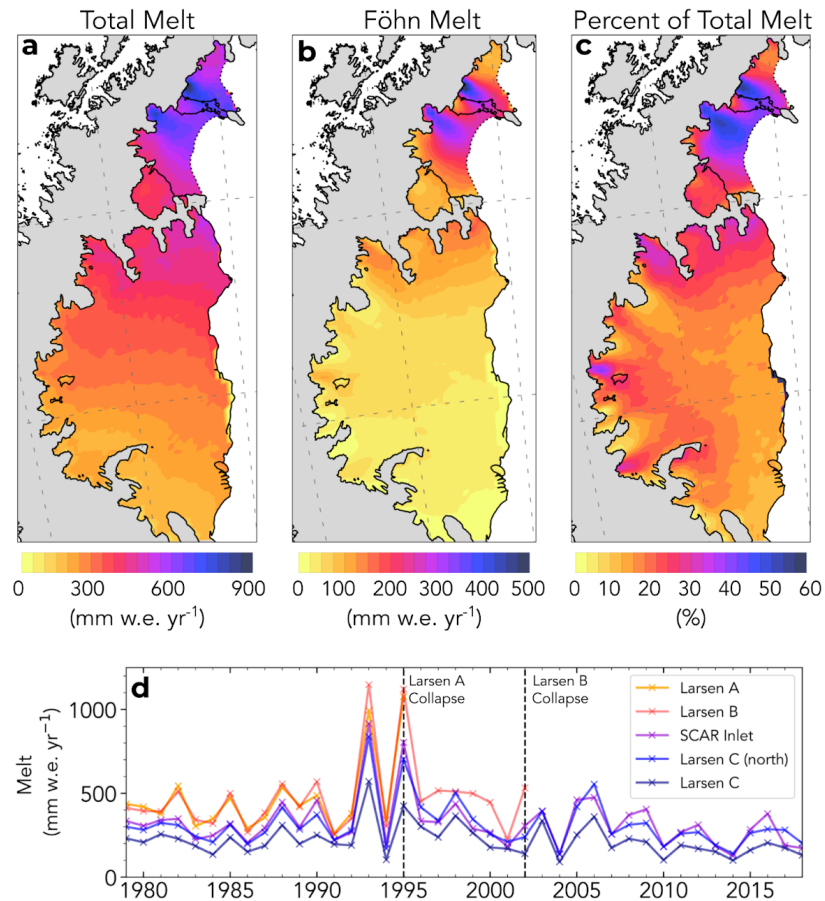 Total Melt
Föhn Melt
Percent of Total Melt
a
b
c
0 300 600 900
(mm w.e. yr-1)
0 100 200 300 400 500
(mm w.e. yr-1)
0 10 20 30 40 50 60
(%)
d
Larsen A
Collapse
Larsen B
Collapse
Larsen A
Larsen B
SCAR Inlet
Larsen C (north)
Larsen C
Melt
(mm w.e. yr−1)
1000
500
0
1980 1985 1990 1995 2000 2005 2010 2015